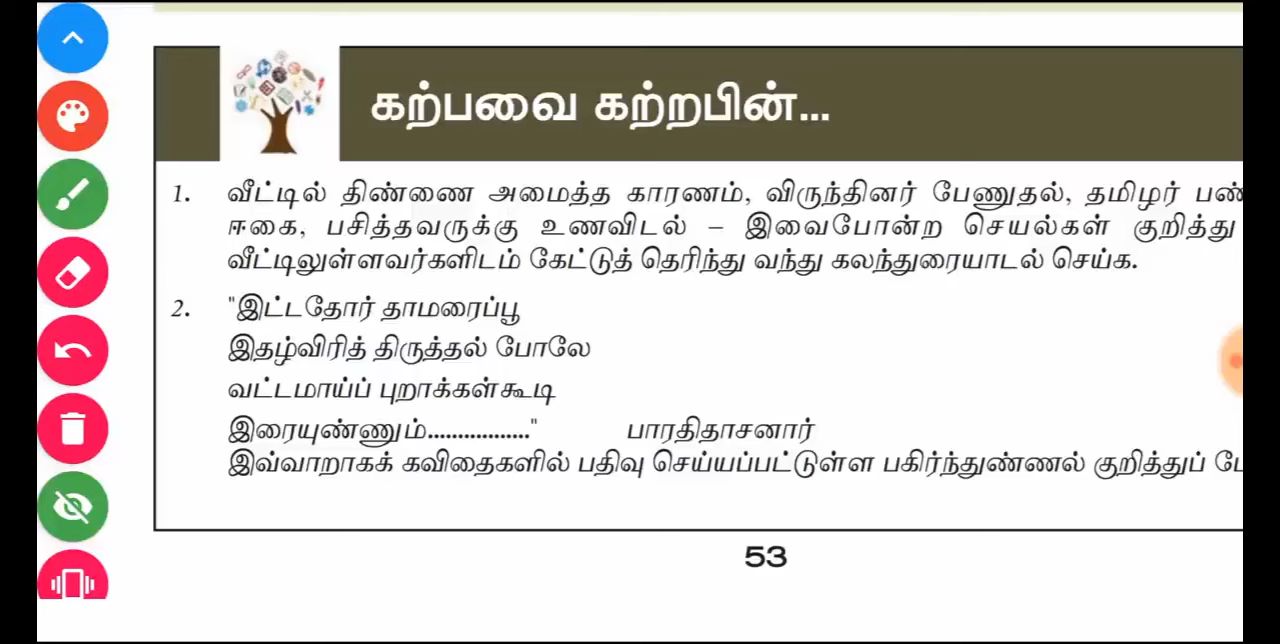 கற்பவை கற்றபின்...
1. வீட்டில் திண்ணை அமைத்த காரணம், விருந்தினர் பேணுதல், தமிழர்
ஈகை, பசித்தவருக்கு உணவிடல் – இவைபோன்ற செயல்கள் குறித்து
வீட்டிலுள்ளவர்களிடம் கேட்டுத் தெரிந்து வந்து கலந்துரையாடல் செய்க.
2. "இட்டதோர் தாமரைப்பூ
இதழ்விரித் திருத்தல் போலே
வட்டமாய்ப் புறாக்கள்கூடி
இரையுண்ணும்................." பாரதிதாசனார்
இவ்வாறாகக் கவிதைகளில் பதிவு செய்யப்பட்டுள்ள பகிர்ந்துண்ணல் குறித்துப்
53